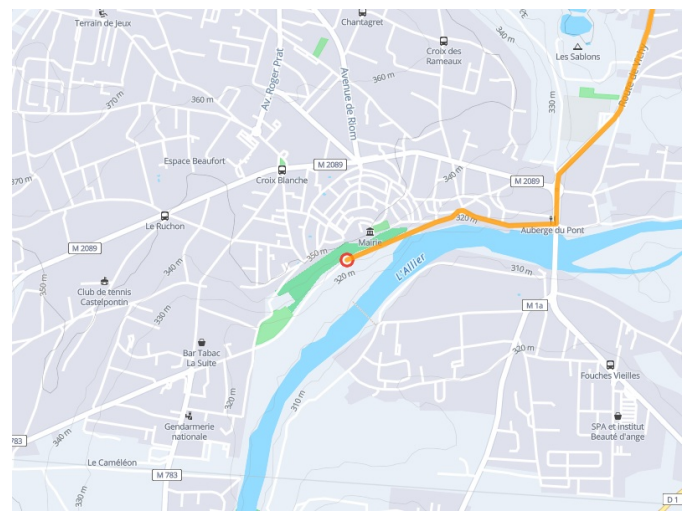 Terrain de Jeux
Chantagret
340 m
Croix des
Rameaux
Les Sablons
Route de Vichy
Av. Roger Prat
Avenue de Riom
360 m
370 m
360 m
330 m
Espace Beaufort
M 2089
Croix Blanche
340 m
M 2089
370 m
Le Ruchon
320 m
Auberge du Pont
Mairie
M 2089
350 m
340 m
320 m
L'Allier
310 m
350 m
Club de tennis
Castelpontin
330 m
M 1a
Bar Tabac
La Suite
320 m
Fouches Vieilles
320 m
310 m
Gendarmerie
nationale
SPA et Institut
Beauté d'ange
783
340 m
Le Caméléon
M 783
D 1